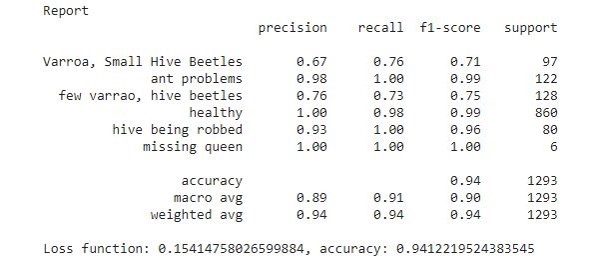 Report
precision recall f1-score support
Varroa, Small Hive Beetles 0.67 0.76 0.71 97
ant problems 0.98 1.00 0.99 122
few varrao, hive beetles 0.76 0.73 0.75 128
healthy 1.00 0.98 0.99 860
hive being robbed 0.93 1.00 0.96 80
missing queen 1.00 1.00 1.00 6
accuracy 0.94 1293
macro avg 0.89 0.91 0.90 1293
weighted avg 0.94 0.94 0.94 1293
Loss function: 0.15414758026599884, accuracy: 0.9412219524383545